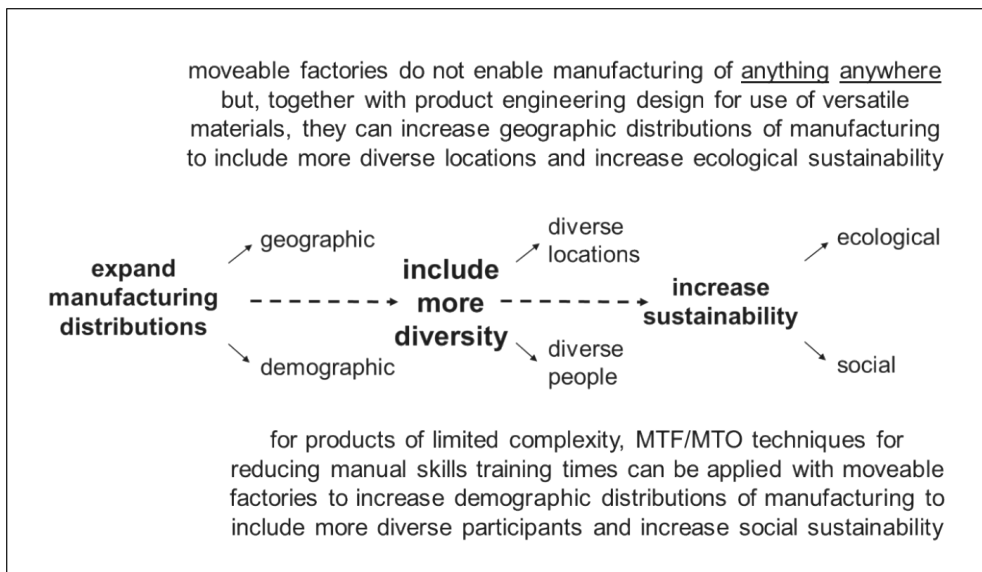 moveable factories do not enable manufacturing of anything anywhere
but, together with product engineering design for use of versatile
materials, they can increase geographic distributions of manufacturing
to include more diverse locations and increase ecological sustainability
expand
manufacturing
distributions
geographic
demographic
include
more
diversity
diverse
locations
diverse
people
increase
sustainability
ecological
social
for products of limited complexity, MTF/MTO techniques for
reducing manual skills training times can be applied with moveable
factories to increase demographic distributions of manufacturing to
include more diverse participants and increase social sustainability